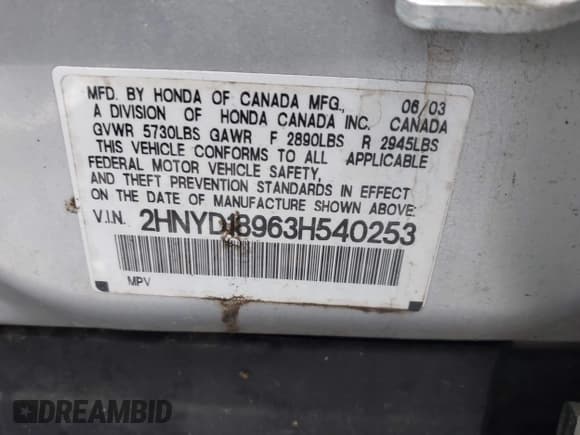 MFD. BY HONDA OF CANADA MFG., 06/03
A DIVISION OF HONDA CANADA INC. CANADA
GVWR 5730LBS GAWR F 2890LBS R 2945LBS
THIS VEHICLE CONFORMS TO ALL APPLICABLE
FEDERAL MOTOR VEHICLE SAFETY,
AND THEFT PREVENTION STANDARDS IN EFFECT
ON THE DATE OF MANUFACTURE SHOWN ABOVE.
V.I.N. 2HNYD18963H540253
MPV
DREAMBID